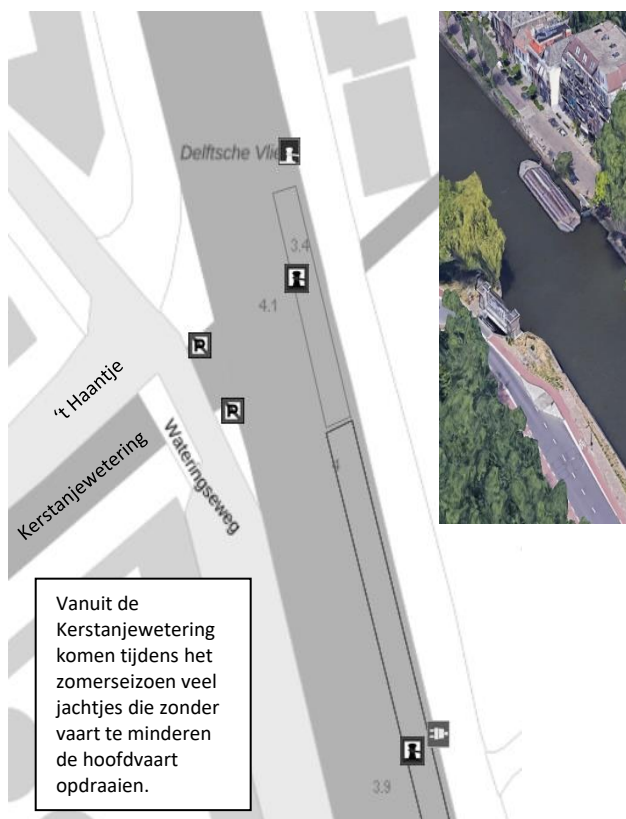 Delftsche Vlie
3.4
4.1
R
‘t Haantje
R
Wateringseweg
Kerstanjewetering
Vanuit de
Kerstanjewetering
komen tijdens het
zomerseizoen veel
jachtjes die zonder
vaart te minderen
de hoofdvaart
opdraaien.
3.9